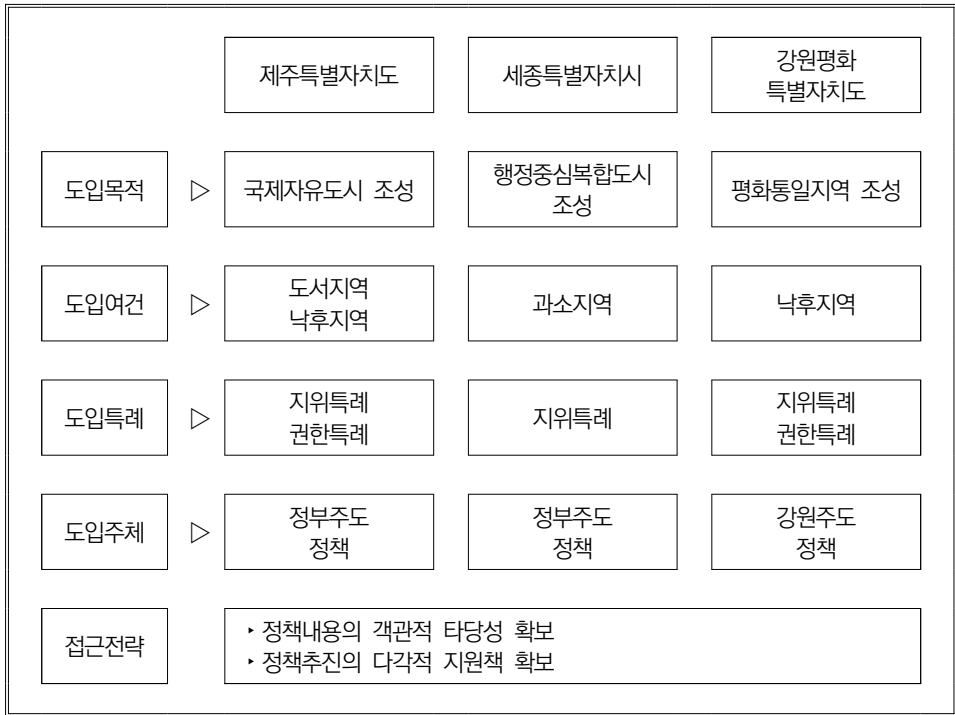 제주특별자치도
세종특별자치시
강원평화
특별자치도
도입목적
▷
국제자유도시 조성
행정중심복합도시
조성
평화통일지역 조성
도입여건
▷
도서지역
낙후지역
과소지역
낙후지역
도입특례
▷
지위특례
권한특례
지위특례
지위특례
권한특례
도입주체
▷
정부주도
정책
정부주도
정책
강원주도
정책
접근전략
‣정책내용의 객관적 타당성 확보
‣정책추진의 다각적 지원책 확보